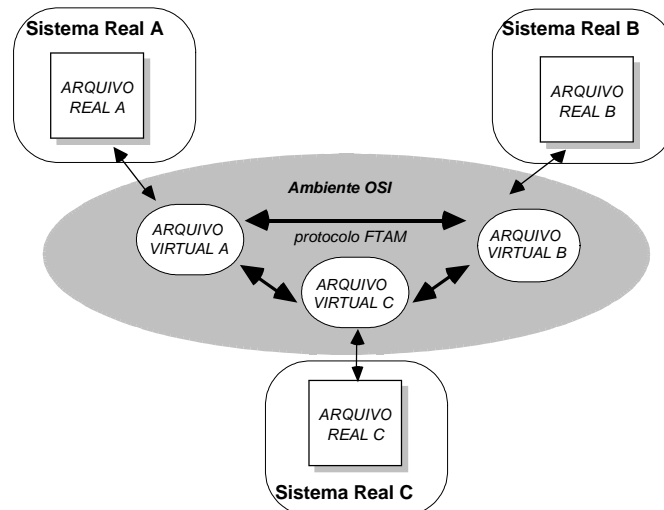 Sistema Real A
ARQUIVO
REAL A
Sistema Real B
ARQUIVO
REAL B
Ambiente OSI
protocolo FTAM
ARQUIVO
VIRTUAL A
ARQUIVO
VIRTUAL B
ARQUIVO
VIRTUAL C
ARQUIVO
REAL C
Sistema Real C